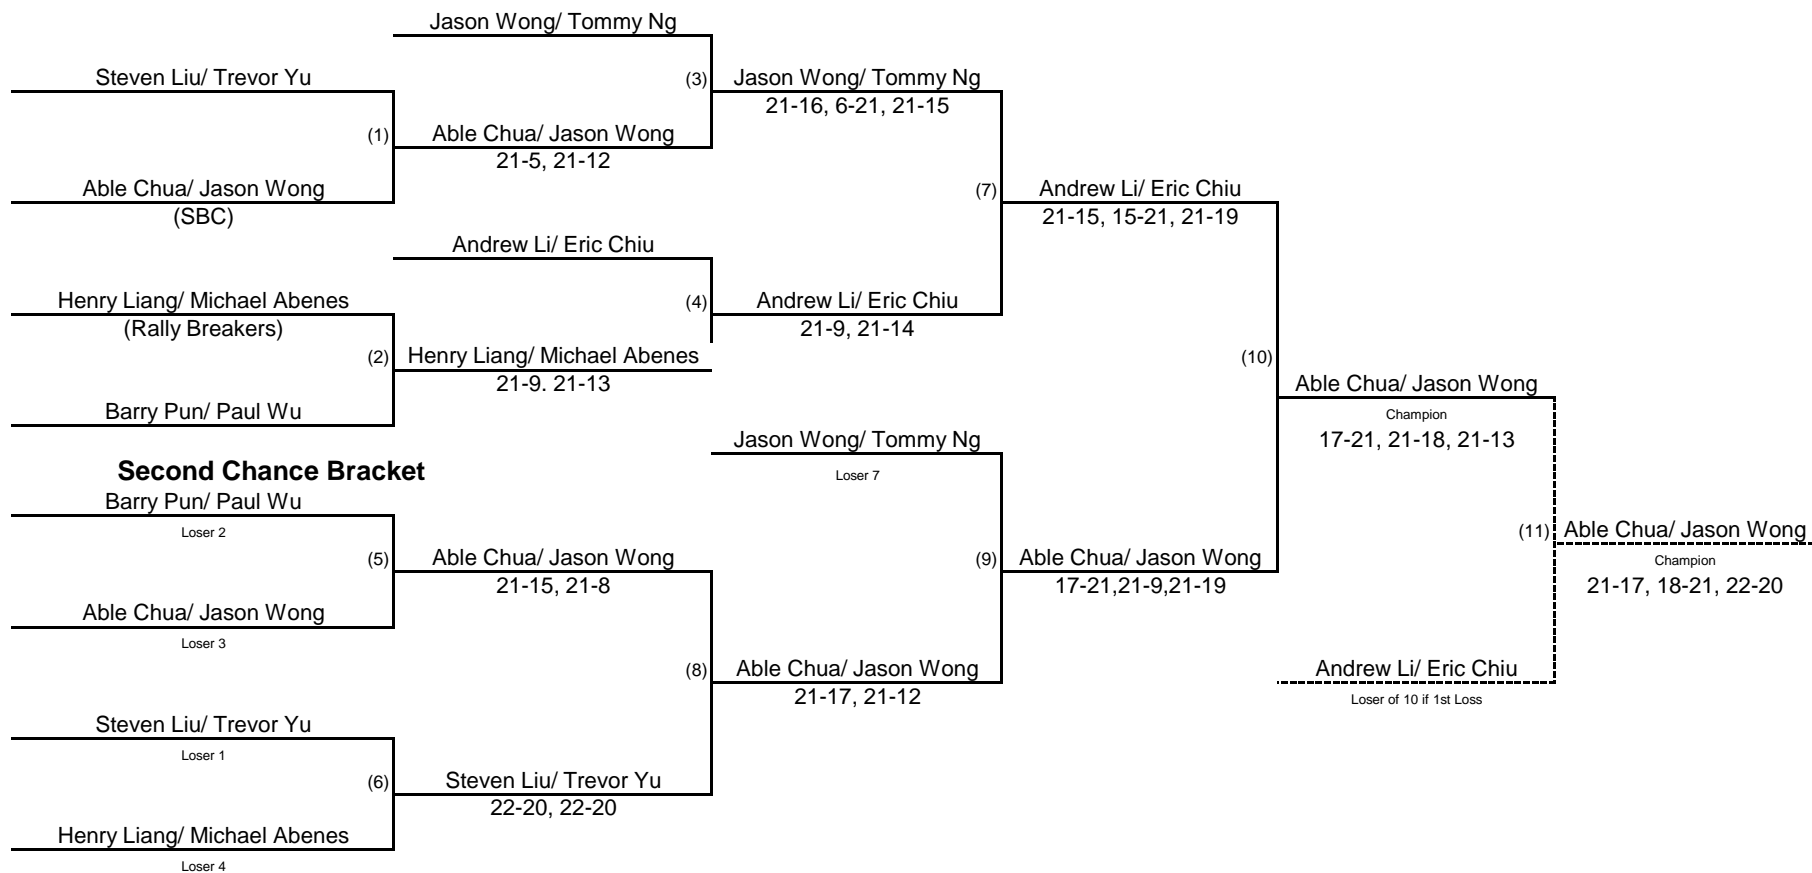 Jason Wong/ Tommy Ng
Steven Liu/ Trevor Yu
(3)
Jason Wong/ Tommy Ng
21-16, 6-21, 21-15
(1)
Able Chua/ Jason Wong
21-5, 21-12
Able Chua/ Jason Wong
(SBC)
(7)
Andrew Li/ Eric Chiu
21-15, 15-21, 21-19
Andrew Li/ Eric Chiu
Henry Liang/ Michael Abenes
(Rally Breakers)
(4)
Andrew Li/ Eric Chiu
21-9, 21-14
(2)
Henry Liang/ Michael Abenes
21-9. 21-13
(10)
Able Chua/ Jason Wong
Champion
17-21, 21-18, 21-13
Barry Pun/ Paul Wu
Jason Wong/ Tommy Ng
Loser 7
Second Chance Bracket
Barry Pun/ Paul Wu
Loser 2
(11)
Able Chua/ Jason Wong
Champion
21-17, 18-21, 22-20
(5)
Able Chua/ Jason Wong
21-15, 21-8
(9)
Able Chua/ Jason Wong
17-21,21-9,21-19
Able Chua/ Jason Wong
Loser 3
(8)
Able Chua/ Jason Wong
21-17, 21-12
Andrew Li/ Eric Chiu
Loser of 10 if 1st Loss
Steven Liu/ Trevor Yu
Loser 1
(6)
Steven Liu/ Trevor Yu
22-20, 22-20
Henry Liang/ Michael Abenes
Loser 4